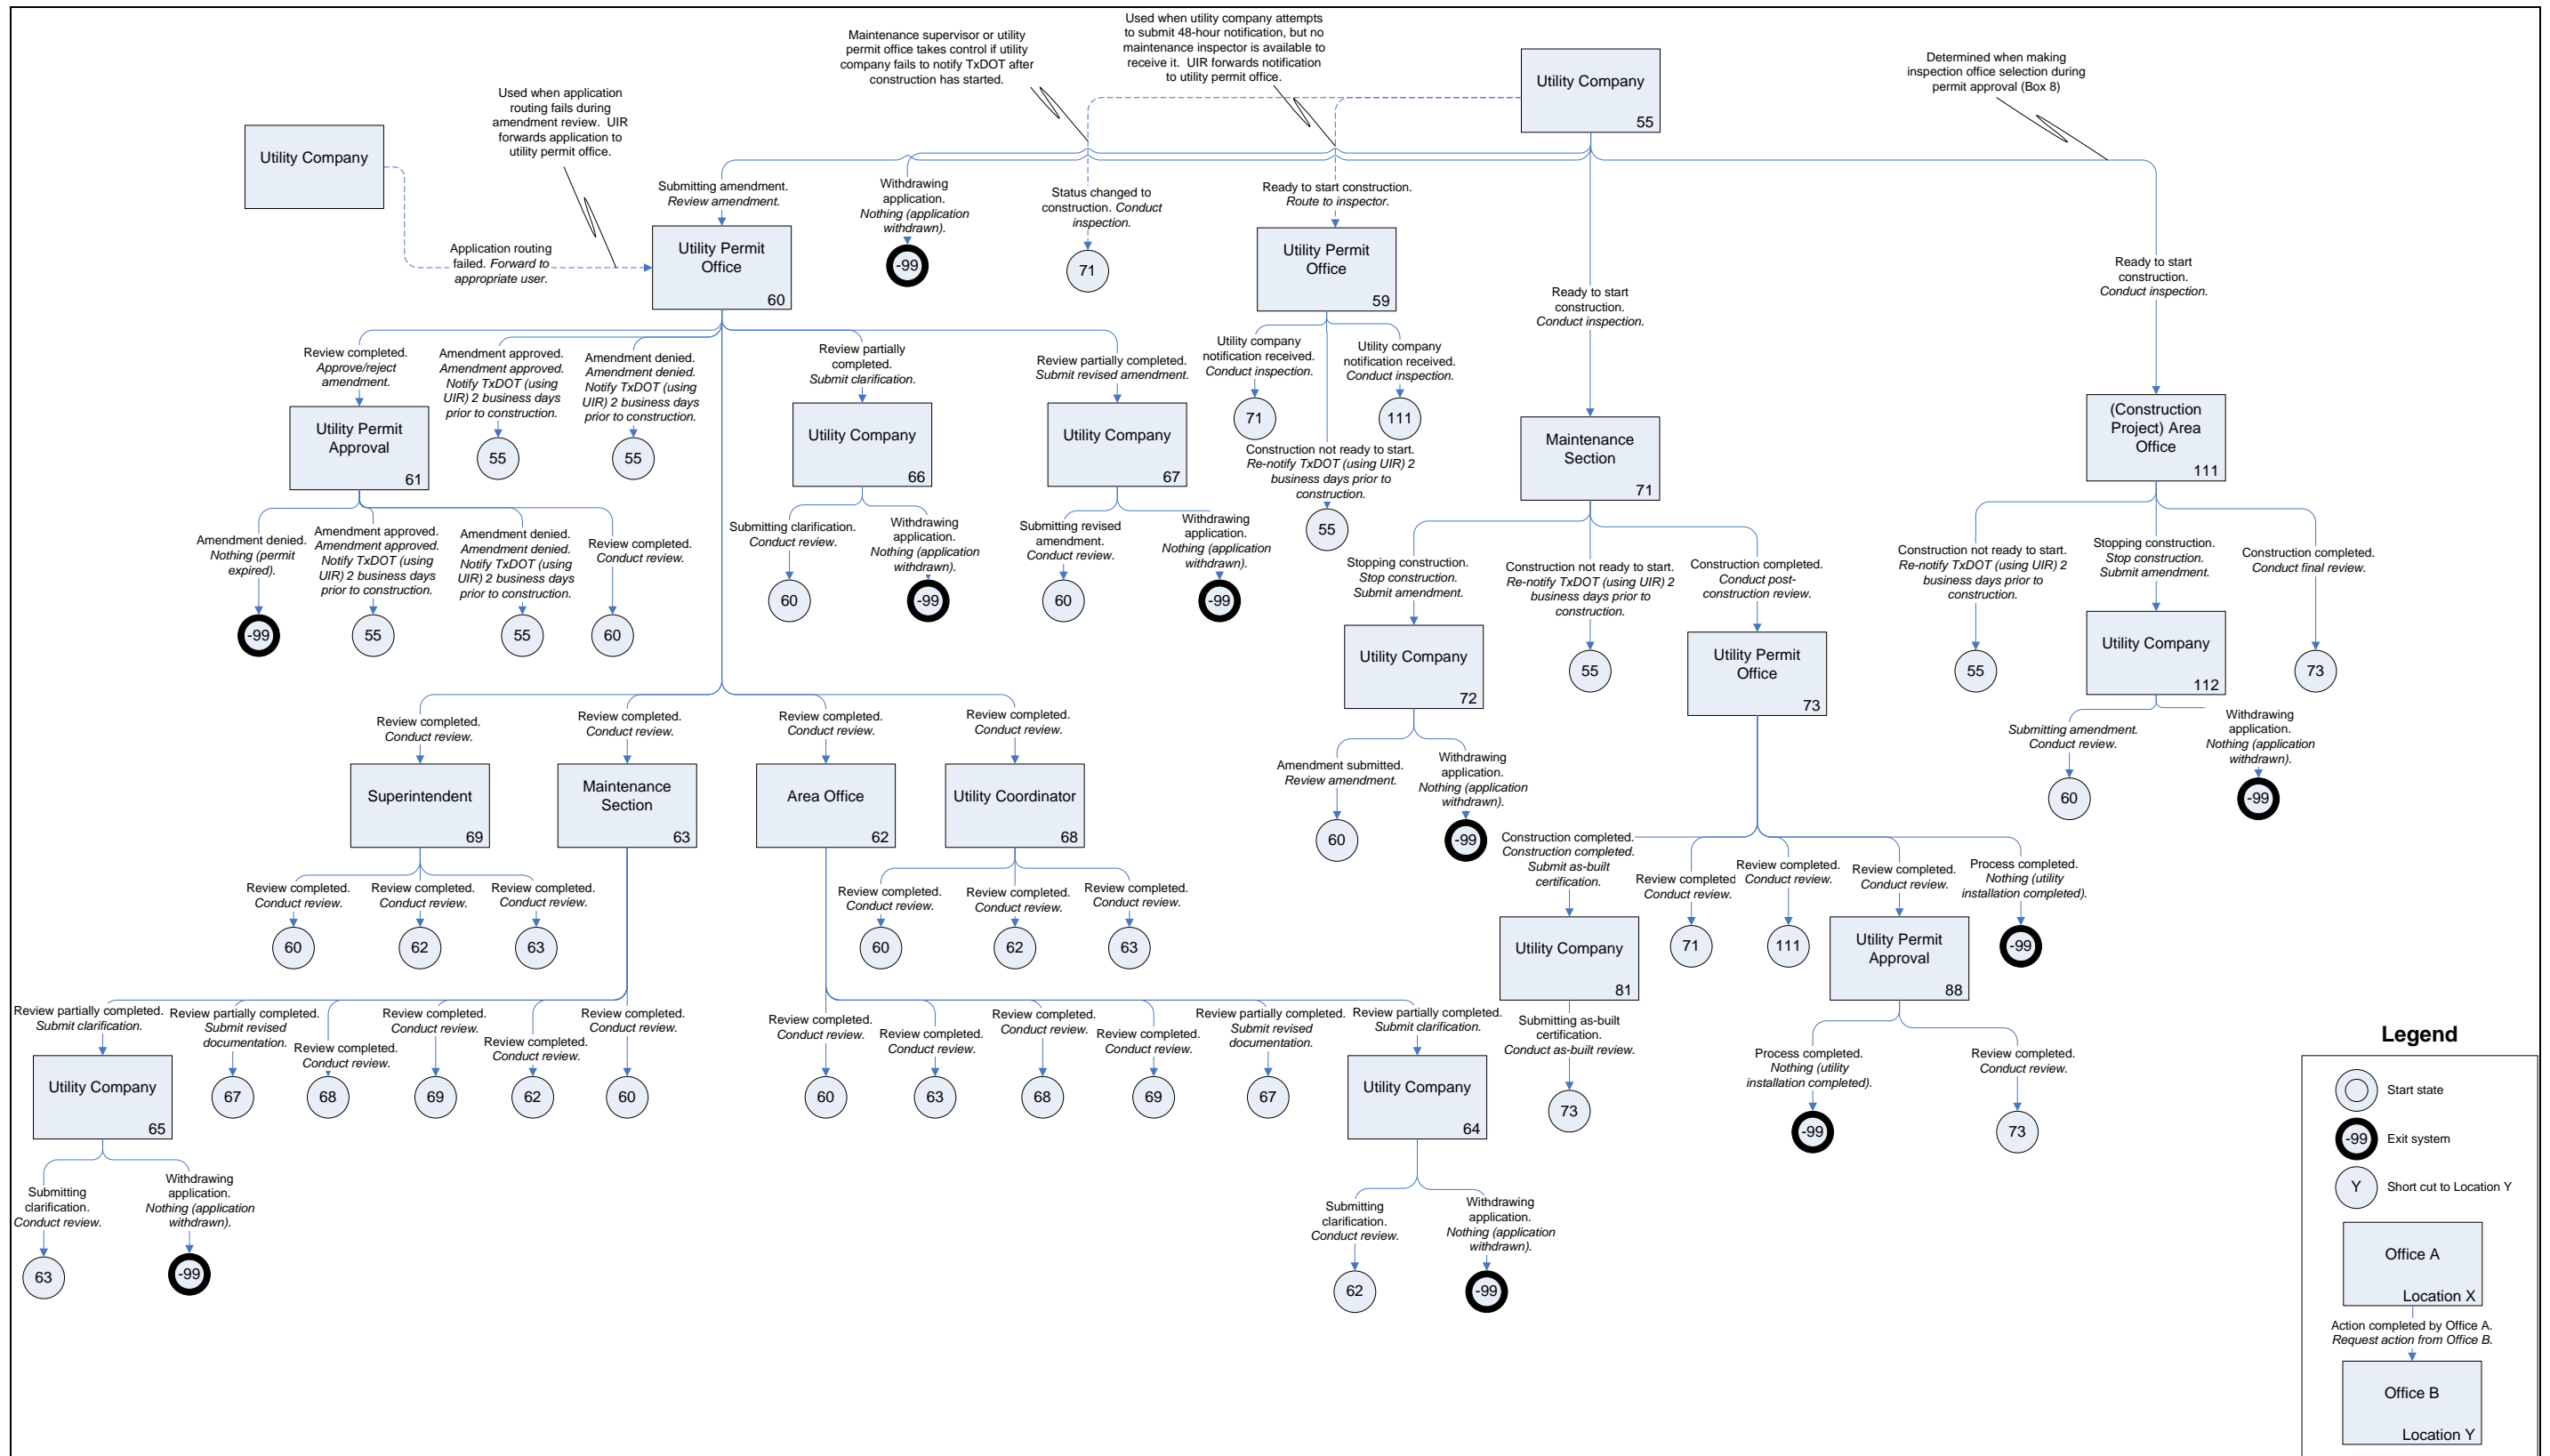 Used when utility company attempts
to submit 48-hour notification, but no
maintenance inspector is available to
receive it. UIR forwards notification
to utility permit office.
Maintenance supervisor or utility
permit office takes control if utility
company fails to notify TxDOT after
construction has started.
Determined when making
inspection office selection during
permit approval (Box 8)
Used when application
routing fails during
amendment review. UIR
forwards application to
utility permit office.
Utility Company
55
Utility Company
Submitting amendment.
Review amendment.
Withdrawing
application.
Nothing (application
withdrawn).
Status changed to
construction. Conduct
inspection.
Ready to start construction.
Route to inspector.
Application routing
failed. Forward to
appropriate user.
Utility Permit
Office
60
-99
71
Utility Permit
Office
59
Ready to start
construction.
Conduct inspection.
Ready to start
construction.
Conduct inspection.
Review completed.
Approve/reject
amendment.
Amendment approved.
Amendment approved.
Notify TxDOT (using
UIR) 2 business days
prior to construction.
Amendment denied.
Amendment denied.
Notify TxDOT (using
UIR) 2 business days
prior to construction.
Review partially
completed.
Submit clarification.
Review partially completed.
Submit revised amendment.
Utility company
notification received.
Conduct inspection.
Utility company
notification received.
Conduct inspection.
Utility Permit
Approval
61
55
55
Utility Company
66
Utility Company
67
71
111
Construction not ready to start.
Re-notify TxDOT (using UIR) 2
business days prior to
construction.
55
Maintenance
Section
71
(Construction
Project) Area
Office
111
Amendment denied.
Nothing (permit
expired).
Amendment approved.
Amendment approved.
Notify TxDOT (using
UIR) 2 business days
prior to construction.
Amendment denied.
Amendment denied.
Notify TxDOT (using
UIR) 2 business days
prior to construction.
Review completed.
Conduct review.
Submitting clarification.
Conduct review.
Withdrawing
application.
Nothing (application
withdrawn).
Submitting revised
amendment.
Conduct review.
Withdrawing
application.
Nothing (application
withdrawn).
-99
55
55
60
60
-99
60
-99
Stopping construction.
Stop construction.
Submit amendment.
Construction not ready to start.
Re-notify TxDOT (using UIR) 2
business days prior to
construction.
Construction completed.
Conduct post-
construction review.
Construction not ready to start.
Re-notify TxDOT (using UIR) 2
business days prior to
construction.
Stopping construction.
Stop construction.
Submit amendment.
Construction completed.
Conduct final review.
Utility Company
72
55
Utility Permit
Office
73
55
Utility Company
112
73
Review completed.
Conduct review.
Review completed.
Conduct review.
Review completed.
Conduct review.
Review completed.
Conduct review.
Amendment submitted.
Review amendment.
Withdrawing
application.
Nothing (application
withdrawn).
Submitting amendment.
Conduct review.
Withdrawing
application.
Nothing (application
withdrawn).
Superintendent
69
Maintenance
Section
63
Area Office
62
Utility Coordinator
68
60
-99
60
-99
Review completed.
Conduct review.
Review completed.
Conduct review.
Review completed.
Conduct review.
Review completed.
Conduct review.
Review completed.
Conduct review.
Review completed.
Conduct review.
Construction completed.
Construction completed.
Submit as-built
certification.
Review completed
Conduct review.
Review completed.
Conduct review.
Review completed.
Conduct review.
Process completed.
Nothing (utility
installation completed).
60
62
63
60
62
63
Utility Company
81
71
111
Utility Permit
Approval
88
-99
Review partially completed.
Submit clarification.
Review partially completed.
Submit revised
documentation.
Review completed.
Conduct review.
Review completed.
Conduct review.
Review completed.
Conduct review.
Review completed.
Conduct review.
Review completed.
Conduct review.
Review completed.
Conduct review.
Review completed.
Conduct review.
Review completed.
Conduct review.
Review partially completed.
Submit revised
documentation.
Review partially completed.
Submit clarification.
Submitting as-built
certification.
Conduct as-built review.
Process completed.
Nothing (utility
installation completed).
Review completed.
Conduct review.
Utility Company
65
67
68
69
62
60
60
63
68
69
67
Utility Company
64
73
-99
73
Submitting
clarification.
Conduct review.
Withdrawing
application.
Nothing (application
withdrawn).
Submitting
clarification.
Conduct review.
Withdrawing
application.
Nothing (application
withdrawn).
63
-99
62
-99
Legend
Start state
-99
Exit system
Y
Short cut to Location Y
Office A
Location X
Action completed by Office A.
Request action from Office B.
Office B
Location Y